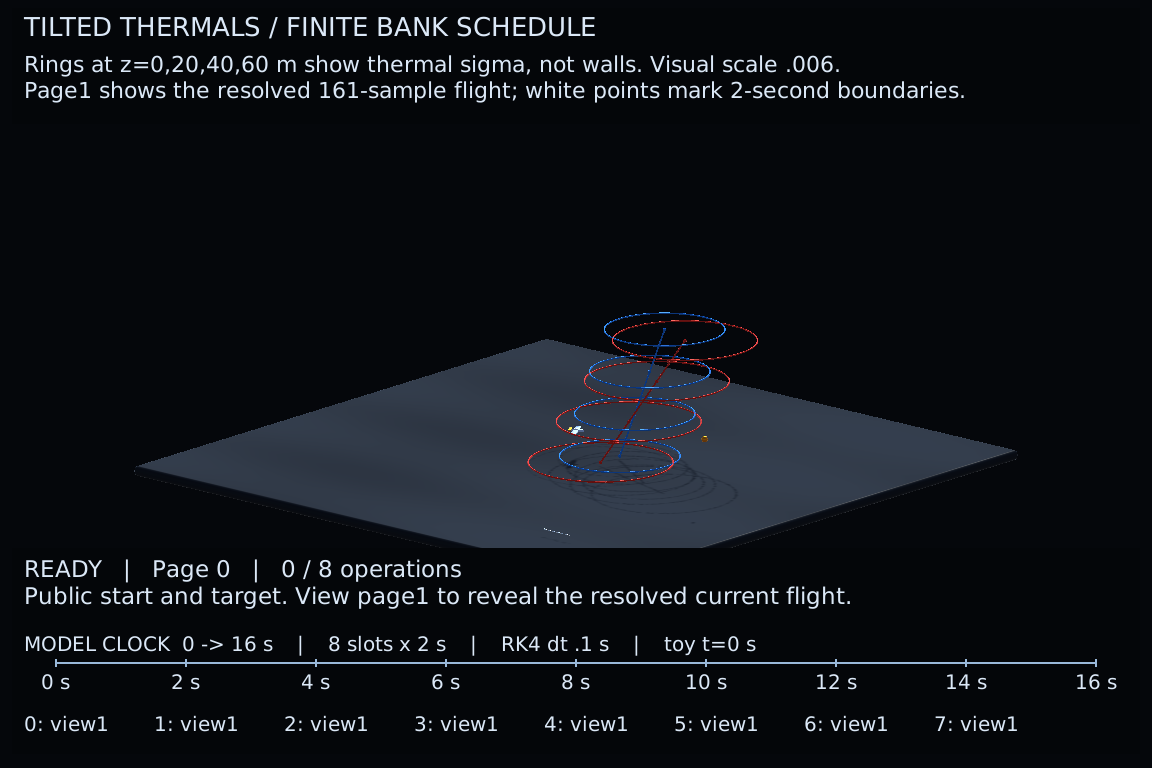 TILTED THERMALS / FINITE BANK SCHEDULE
Rings at z=0,20,40,60 m show thermal sigma, not walls. Visual scale .006.
Page1 shows the resolved 161-sample flight; white points mark 2-second boundaries.
READY | Page 0 | 0 / 8 operations
Public start and target. View page1 to reveal the resolved current flight.
MODEL CLOCK 0 -> 16 s | 8 slots x 2 s | RK4 dt .1 s | toy t=0 s
0 s 2 s 4 s 6 s 8 s 10 s 12 s 14 s 16 s
0: view1 1: view1 2: view1 3: view1 4: view1 5: view1 6: view1 7: view1